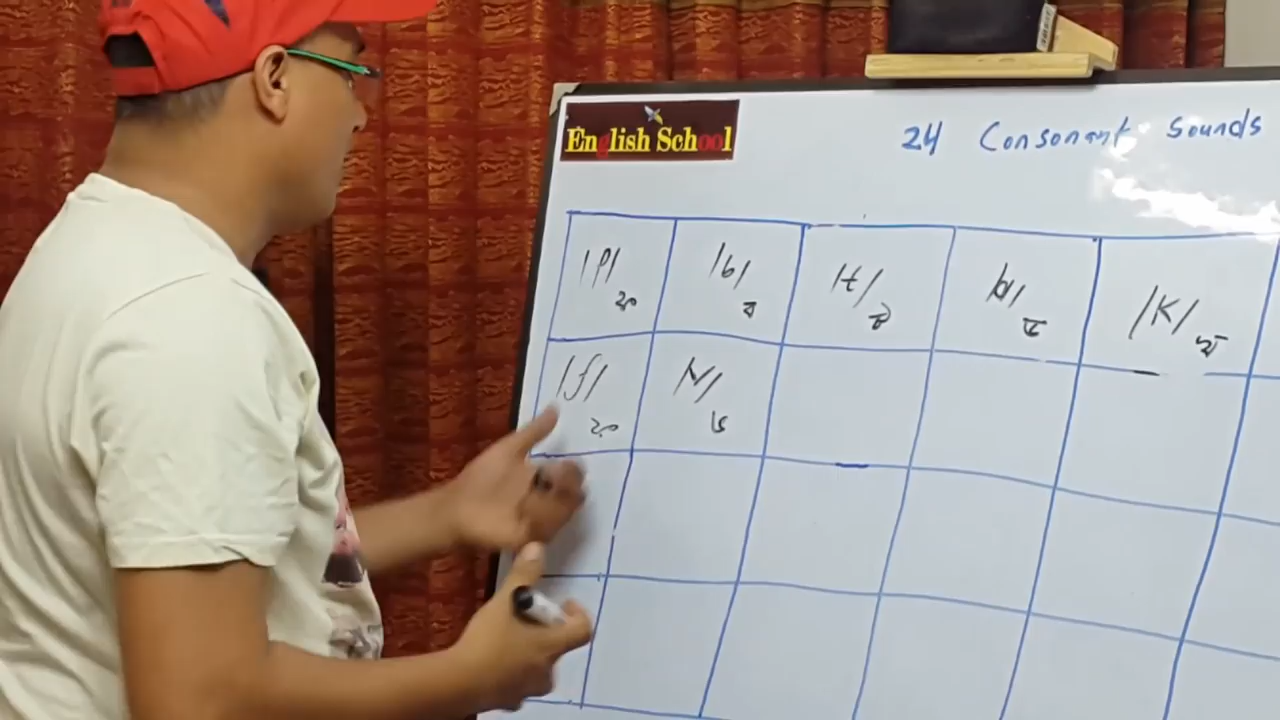 English School
24 Consonant Sounds
/p/ /b/ ব /t/ ট /d/ ড /k/
/f/ /v/ ভ